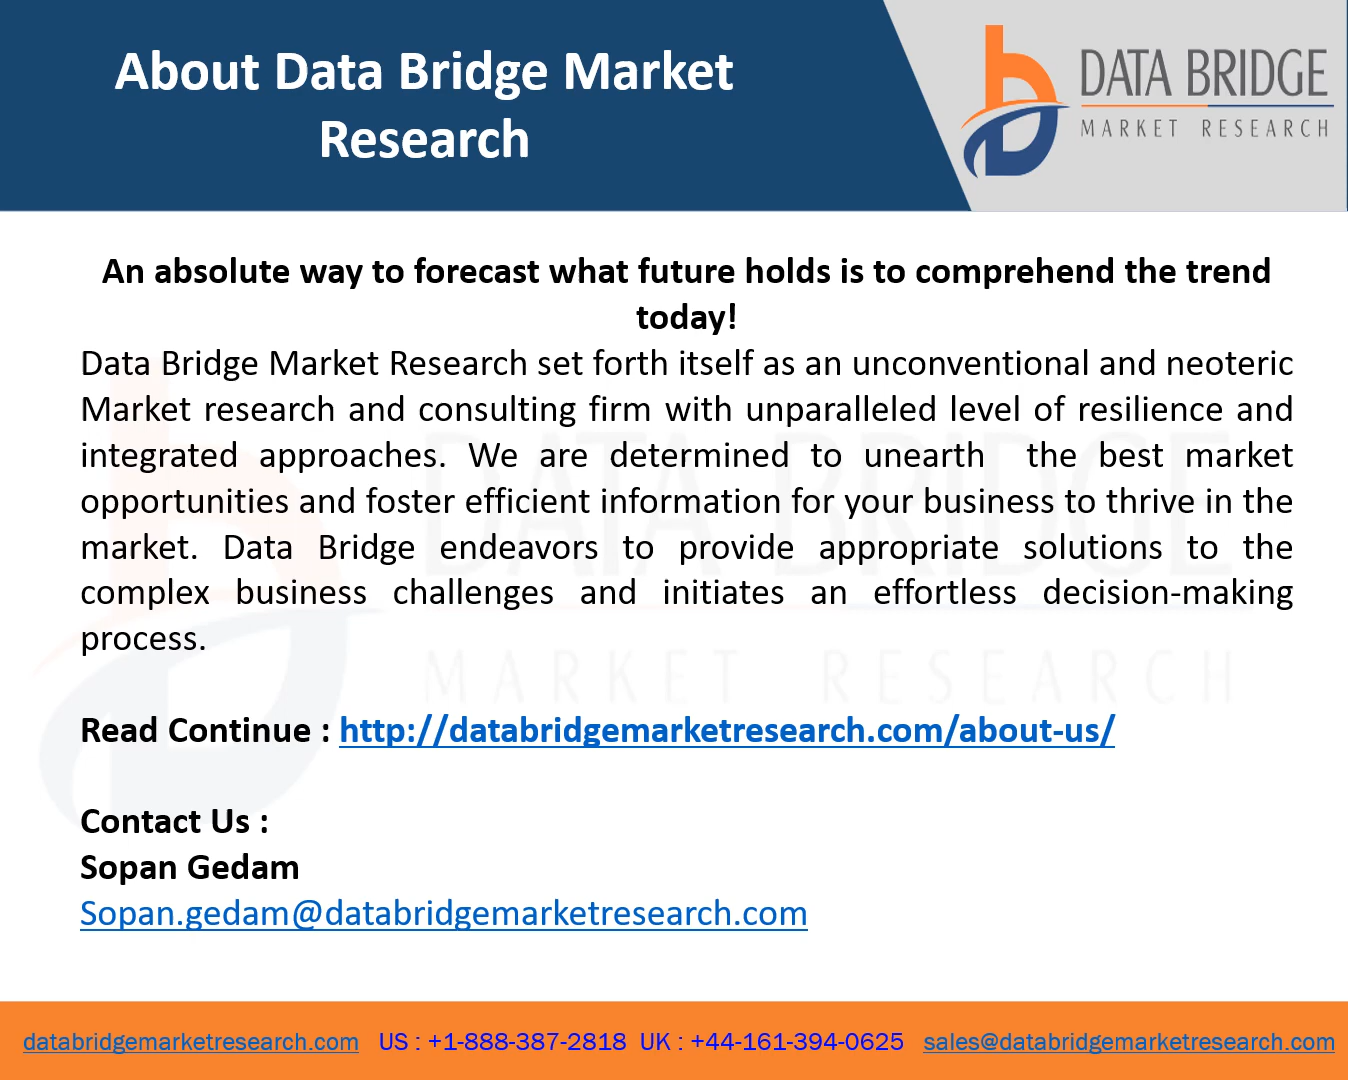 About Data Bridge Market
Research
DATA BRIDGE
MARKET RESEARCH
An absolute way to forecast what future holds is to comprehend the trend
today!
Data Bridge Market Research set forth itself as an unconventional and neoteric
Market research and consulting firm with unparalleled level of resilience and
integrated approaches. We are determined to unearth  the best market
opportunities and foster efficient information for your business to thrive in the
market. Data Bridge endeavors to provide appropriate solutions to the
complex business challenges and initiates an effortless decision-making
process.
DATA BRIDGE
MARKET RESEARCH
Read Continue : http://databridgemarketresearch.com/about-us/
Contact Us :
Sopan Gedam
Sopan.gedam@databridgemarketresearch.com
databridgemarketresearch.com US : +1-888-387-2818 UK : +44-161-394-0625 sales@databridgemarketresearch.com